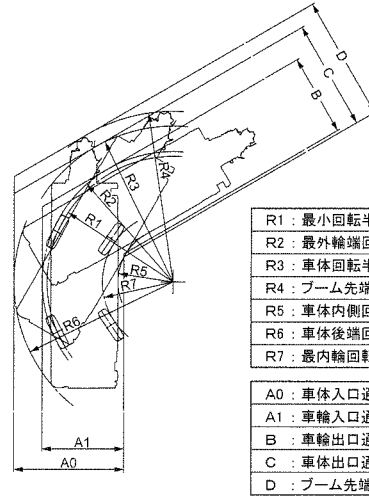 D
C
B
R3
R4
R2
R1
R5
R7
R6
A1
A0
R1 : 最小回転半
R2 : 最外輪端回
R3 : 車体回転半
R4 : ブーム先端
R5 : 車体内側回
R6 : 車体後端回
R7 : 最内輪回転
A0 : 車体入口通
A1 : 車輪入口通
B : 車輪出口通
C : 車体出口通
D : ブーム先端